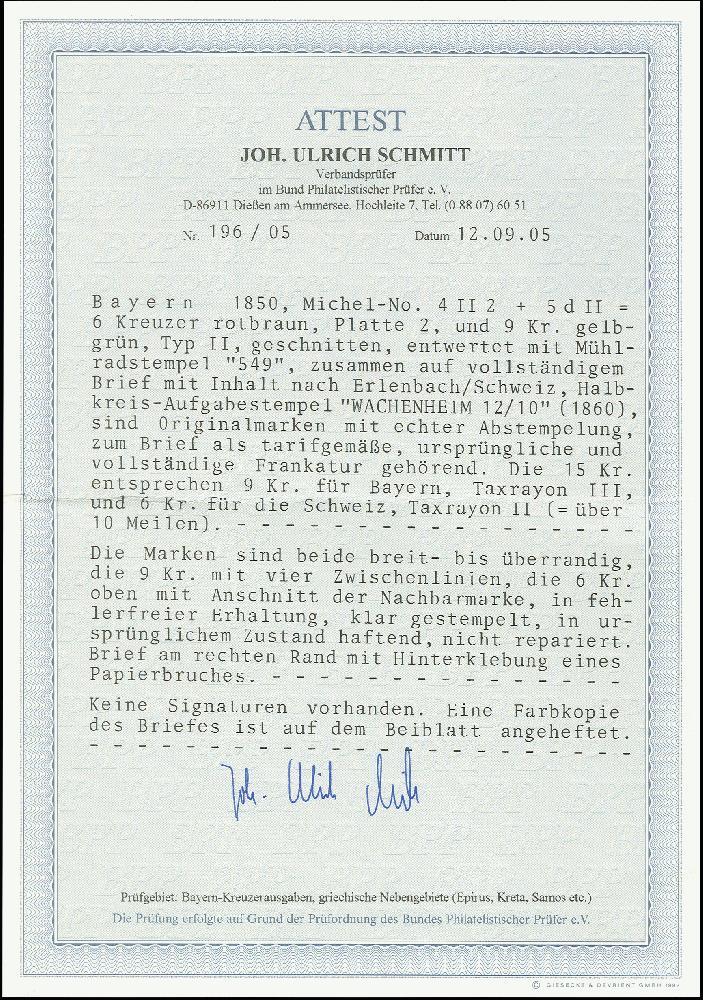 ATTEST
JOH. ULRICH SCHMITT
Verbandsprüfer
im Bund Philatelistischer Prüfer e. V.
D-86911 Dießen am Ammersee, Hochleite 7, Tel. (0 88 07) 60 51
Nr. 196 / 05 Datum 12.09.05
Bayern 1850, Michel-No. 4 II 2 + 5 d II =
6 Kreuzer rotbraun, Platte 2, und 9 Kr. gelb-
grün, Typ II, geschnitten, entwertet mit Mühl-
radstempel "549", zusammen auf vollständigem
Brief mit Inhalt nach Erlenbach/Schweiz, Halb-
kreis-Aufgabestempel "WACHENHEIM 12/10" (1860),
sind Originalmarken mit echter Abstempelung,
zum Brief als tarifgemäße, ursprüngliche und
vollständige Frankatur gehörend. Die 15 Kr.
entsprechen 9 Kr. für Bayern, Taxrayon III,
und 6 Kr. für die Schweiz, Taxrayon II (= über
10 Meilen). - - - - - - - - - - - - - - - - -
Die Marken sind beide breit- bis überrandig,
die 9 Kr. mit vier Zwischenlinien, die 6 Kr.
oben mit Anschnitt der Nachbarmarke, in feh-
lerfreier Erhaltung, klar gestempelt, in ur-
sprünglichem Zustand haftend, nicht repariert.
Brief am rechten Rand mit Hinterklebung eines
Papierbruches. - - - - - - - - - - - - - - -
Keine Signaturen vorhanden. Eine Farbkopie
des Briefes ist auf dem Beiblatt angeheftet.
- - - - - - - - - - - - - - - - - - - - - - -
Joh. Ulrich Schmitt
Prüfgebiet: Bayern-Kreuzerausgaben, griechische Nebengebiete (Epirus, Kreta, Samos etc.)
Die Prüfung erfolgte auf Grund der Prüfordnung des Bundes Philatelistischer Prüfer e.V.
© GIESECKE & DEVRIENT GMBH